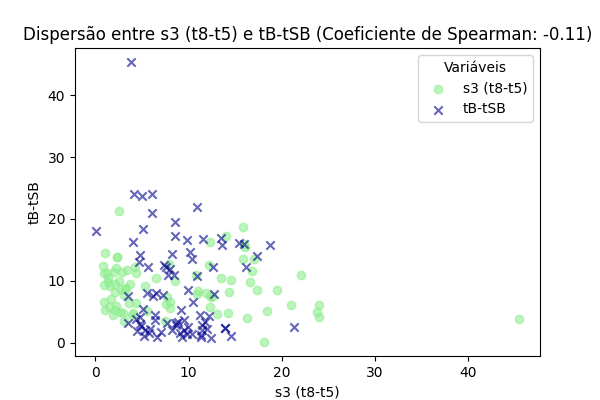 Dispersão entre s3 (t8-t5) e tB-tSB (Coeficiente de Spearman: -0.11)
Variáveis
s3 (t8-t5)
tB-tSB
tB-tSB
40
30
20
10
0
0 10 20 30 40
s3 (t8-t5)